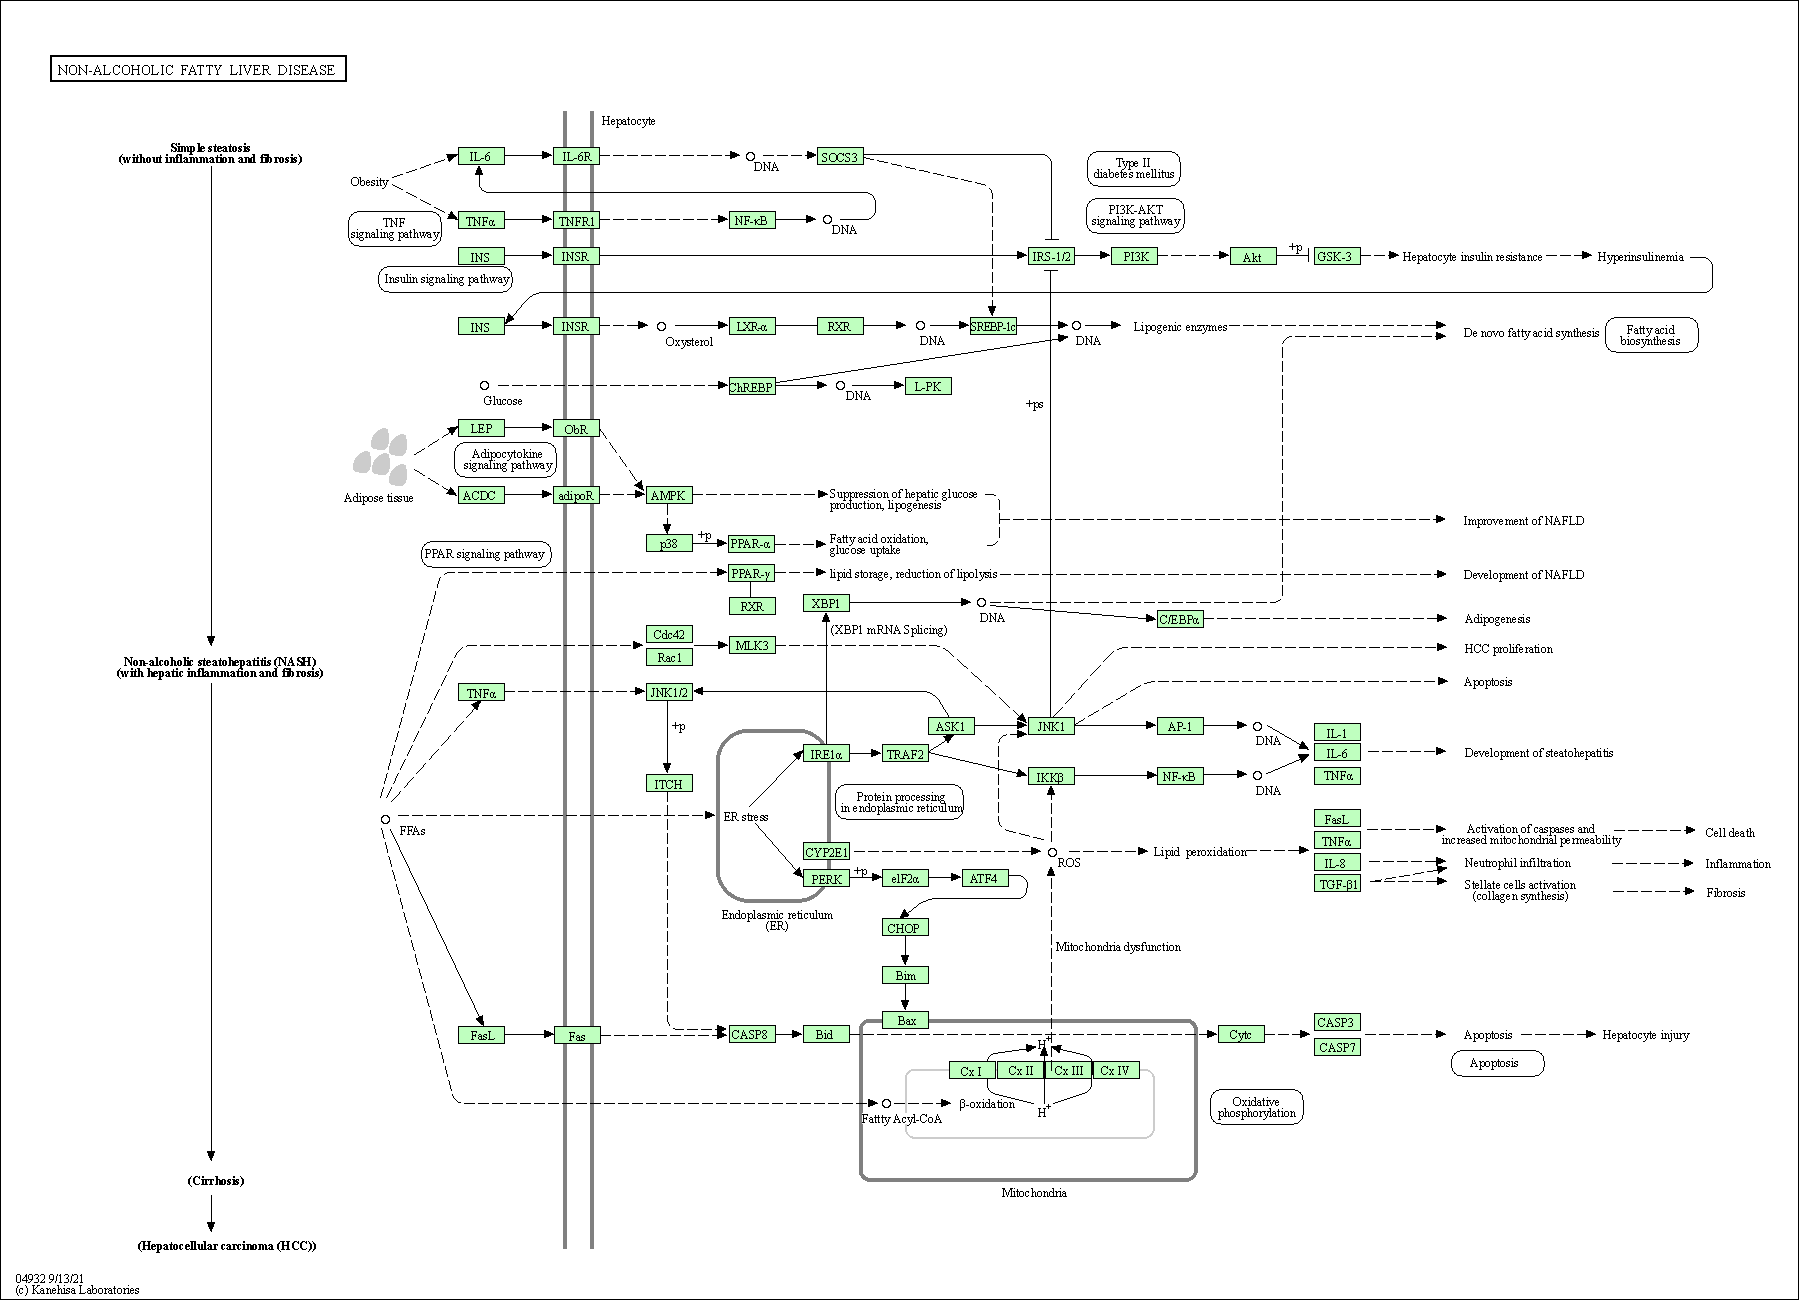 NON-ALCOHOLIC FATTY LIVER DISEASE
Hepatocyte
Simple steatosis
(without inflammation and fibrosis)
Obesity
IL-6
IL-6R
DNA
SOCS3
Type II
diabetes mellitus
TNF
signaling pathway
TNFα
TNFR1
NF-κB
DNA
PI3K-AKT
signaling pathway
INS
INSR
IRS-1/2
PI3K
Akt
+p
GSK-3
Hepatocyte insulin resistance
Hyperinsulinemia
Insulin signaling pathway
INS
INSR
Oxysterol
LXR-α
RXR
DNA
SREBP-1c
DNA
Lipogenic enzymes
De novo fatty acid synthesis
Fatty acid
biosynthesis
Glucose
ChREBP
DNA
L-PK
+ps
LEP
ObR
Adipocytokine
signaling pathway
Adipose tissue
ACDC
adipoR
AMPK
Suppression of hepatic glucose
production, lipogenesis
Improvement of NAFLD
p38
+p
PPAR-α
Fatty acid oxidation,
glucose uptake
PPAR signaling pathway
PPAR-γ
lipid storage, reduction of lipolysis
Development of NAFLD
RXR
XBP1
DNA
C/EBPα
Adipogenesis
(XBP1 mRNA Splicing)
Cdc42
Rac1
MLK3
HCC proliferation
Non-alcoholic steatohepatitis (NASH)
(with hepatic inflammation and fibrosis)
TNFα
JNK1/2
Apoptosis
+p
ASK1
JNK1
AP-1
DNA
IL-1
IL-6
TNFα
Development of steatohepatitis
IRE1α
TRAF2
IKKβ
NF-κB
DNA
ITCH
Protein processing
in endoplasmic reticulum
ER stress
FFAs
FasL
TNFα
IL-8
TGF-β1
Activation of caspases and
increased mitochondrial permeability
Cell death
CYP2E1
ROS
Lipid peroxidation
Neutrophil infiltration
Inflammation
PERK
+p
eIF2α
ATF4
Stellate cells activation
(collagen synthesis)
Fibrosis
Endoplasmic reticulum
(ER)
CHOP
Mitochondria dysfunction
Bim
Bax
FasL
Fas
CASP8
Bid
Cytc
CASP3
CASP7
Apoptosis
Hepatocyte injury
Apoptosis
H+
Cx I
Cx II
Cx III
Cx IV
β-oxidation
H+
Fattty Acyl-CoA
Oxidative
phosphorylation
Mitochondria
(Cirrhosis)
(Hepatocellular carcinoma (HCC))
04932 9/13/21
(c) Kanehisa Laboratories